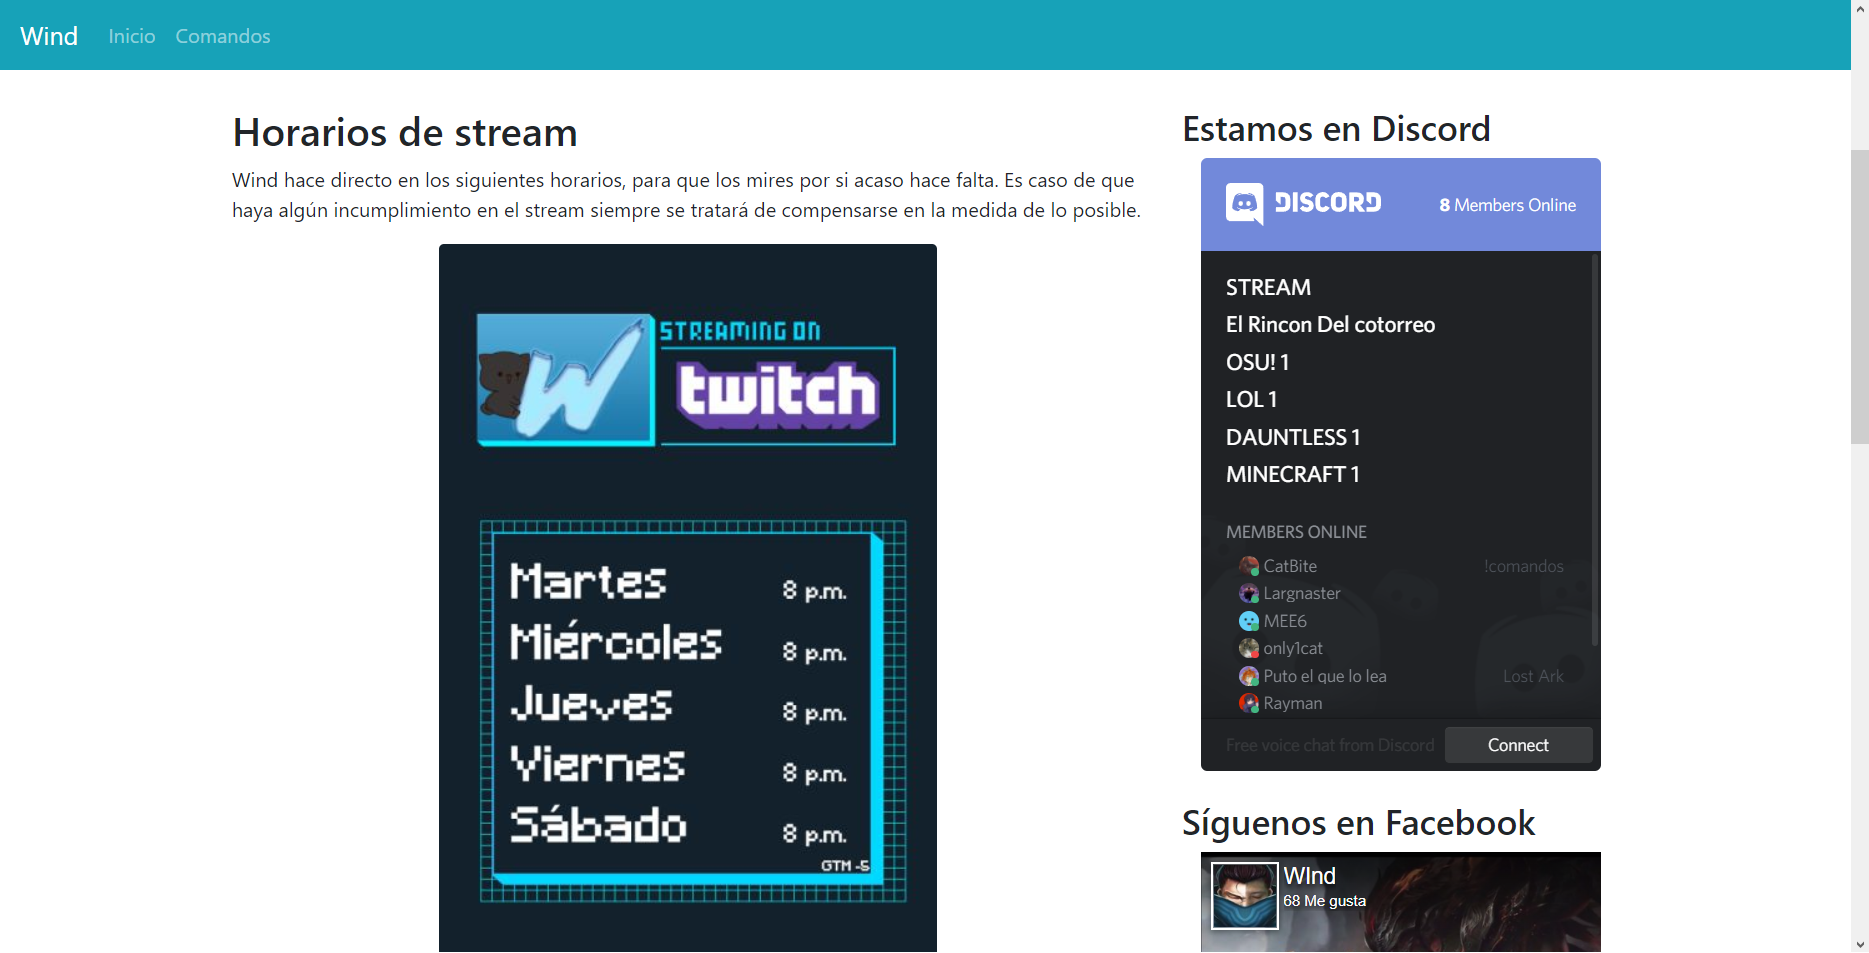 Wind Inicio Comandos
Horarios de stream
Wind hace directo en los siguientes horarios, para que los mires por si acaso hace falta. Es caso de que
haya algún incumplimiento en el stream siempre se tratará de compensarse en la medida de lo posible.
W
STREAMING ON
twitch
Martes 8 p.m.
Miércoles 8 p.m.
Jueves 8 p.m.
Viernes 8 p.m.
Sábado 8 p.m.
GTM -5
Estamos en Discord
DISCORD 8 Members Online
STREAM
El Rincon Del cotorreo
OSU! 1
LOL 1
DAUNTLESS 1
MINECRAFT 1
MEMBERS ONLINE
CatBite !comandos
Largnaster
MEE6
only1cat
Puto el que lo lea Lost Ark
Rayman
Free voice chat from Discord Connect
Síguenos en Facebook
WInd
68 Me gusta